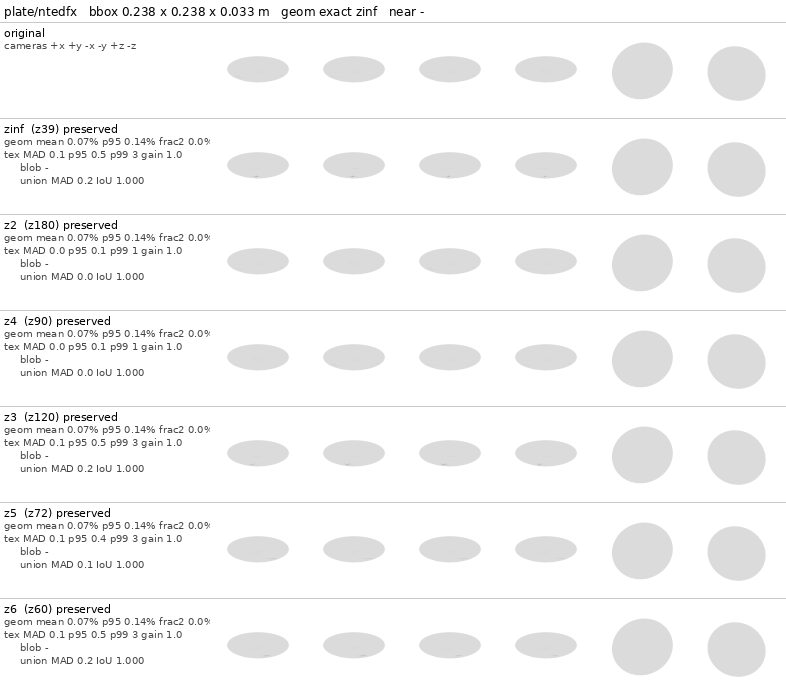 plate/ntedfx   bbox 0.238 x 0.238 x 0.033 m   geom exact zinf   near -
original
cameras +x +y -x -y +z -z
zinf  (z39) preserved
geom mean 0.07% p95 0.14% frac2 0.0%
tex MAD 0.1 p95 0.5 p99 3 gain 1.0
blob -
union MAD 0.2 IoU 1.000
z2  (z180) preserved
geom mean 0.07% p95 0.14% frac2 0.0%
tex MAD 0.0 p95 0.1 p99 1 gain 1.0
blob -
union MAD 0.0 IoU 1.000
z4  (z90) preserved
geom mean 0.07% p95 0.14% frac2 0.0%
tex MAD 0.0 p95 0.1 p99 1 gain 1.0
blob -
union MAD 0.0 IoU 1.000
z3  (z120) preserved
geom mean 0.07% p95 0.14% frac2 0.0%
tex MAD 0.1 p95 0.5 p99 3 gain 1.0
blob -
union MAD 0.2 IoU 1.000
z5  (z72) preserved
geom mean 0.07% p95 0.14% frac2 0.0%
tex MAD 0.1 p95 0.4 p99 3 gain 1.0
blob -
union MAD 0.1 IoU 1.000
z6  (z60) preserved
geom mean 0.07% p95 0.14% frac2 0.0%
tex MAD 0.1 p95 0.5 p99 3 gain 1.0
blob -
union MAD 0.2 IoU 1.000